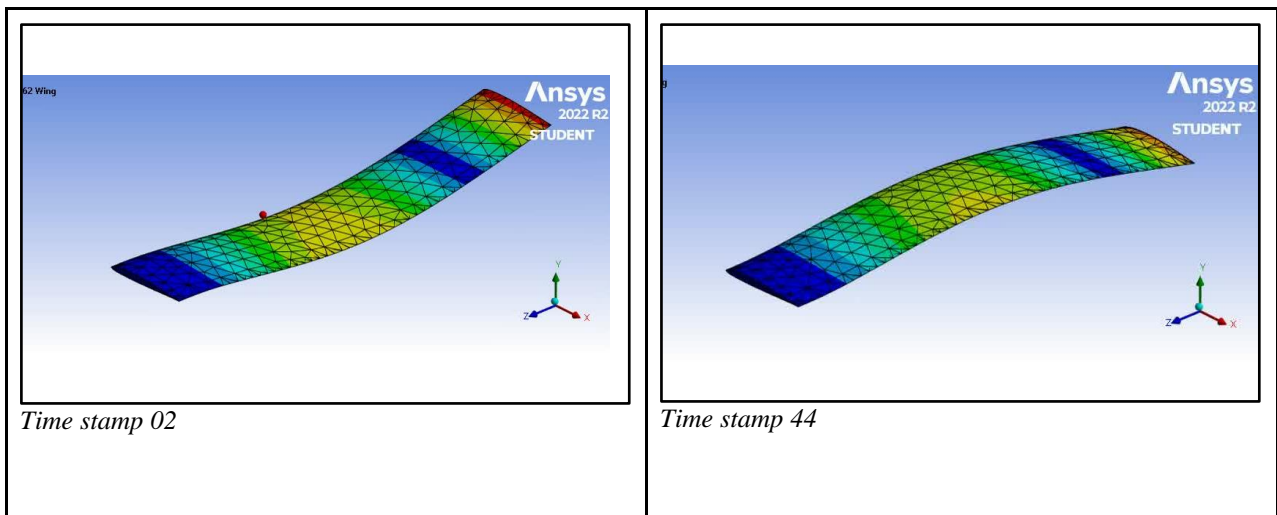 62 Wing
Ansys
2022 R2
STUDENT
Y
Z
X
Time stamp 02
g
Ansys
2022 R2
STUDENT
Y
Z
X
Time stamp 44